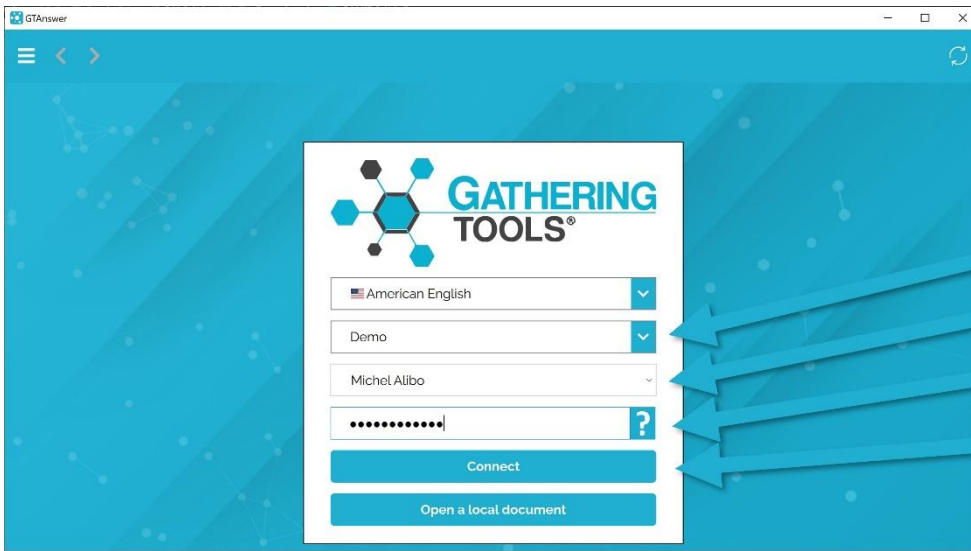 GTAnswer
GATHERING
TOOLS®
American English
Demo
Michel Alibo
••••••••••••
?
Connect
Open a local document